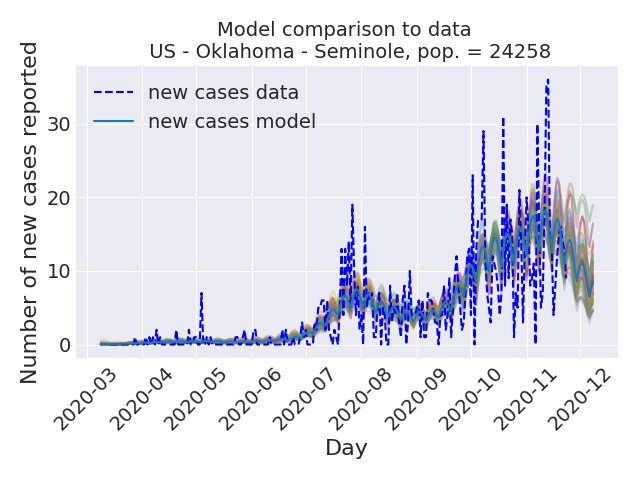 Model comparison to data
US - Oklahoma - Seminole, pop. = 24258
Number of new cases reported
30
20
10
0
new cases data
new cases model
2020-03
2020-04
2020-05
2020-06
2020-07
2020-08
2020-09
2020-10
2020-11
2020-12
Day